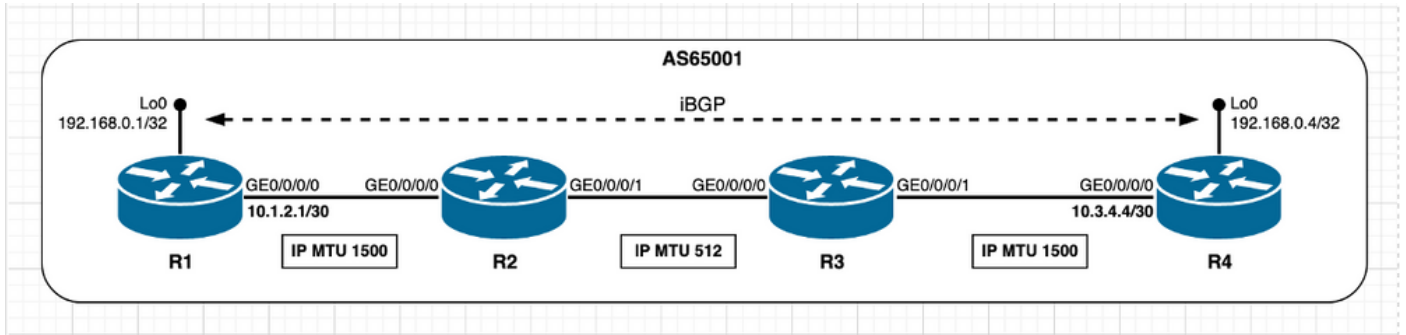 AS65001
iBGP
Lo0
192.168.0.1/32
Lo0
192.168.0.4/32
GE0/0/0/0
GE0/0/0/0
GE0/0/0/1
GE0/0/0/0
GE0/0/0/1
GE0/0/0/0
10.1.2.1/30
10.3.4.4/30
IP MTU 1500
IP MTU 512
IP MTU 1500
R1
R2
R3
R4